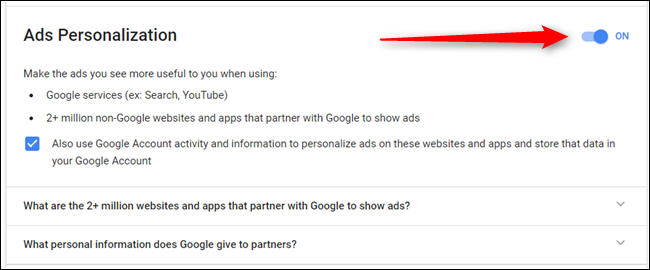 Ads Personalization
ON
Make the ads you see more useful to you when using:
• Google services (ex: Search, YouTube)
• 2+ million non-Google websites and apps that partner with Google to show ads
Also use Google Account activity and information to personalize ads on these websites and apps and store that data in
your Google Account
What are the 2+ million websites and apps that partner with Google to show ads?
What personal information does Google give to partners?